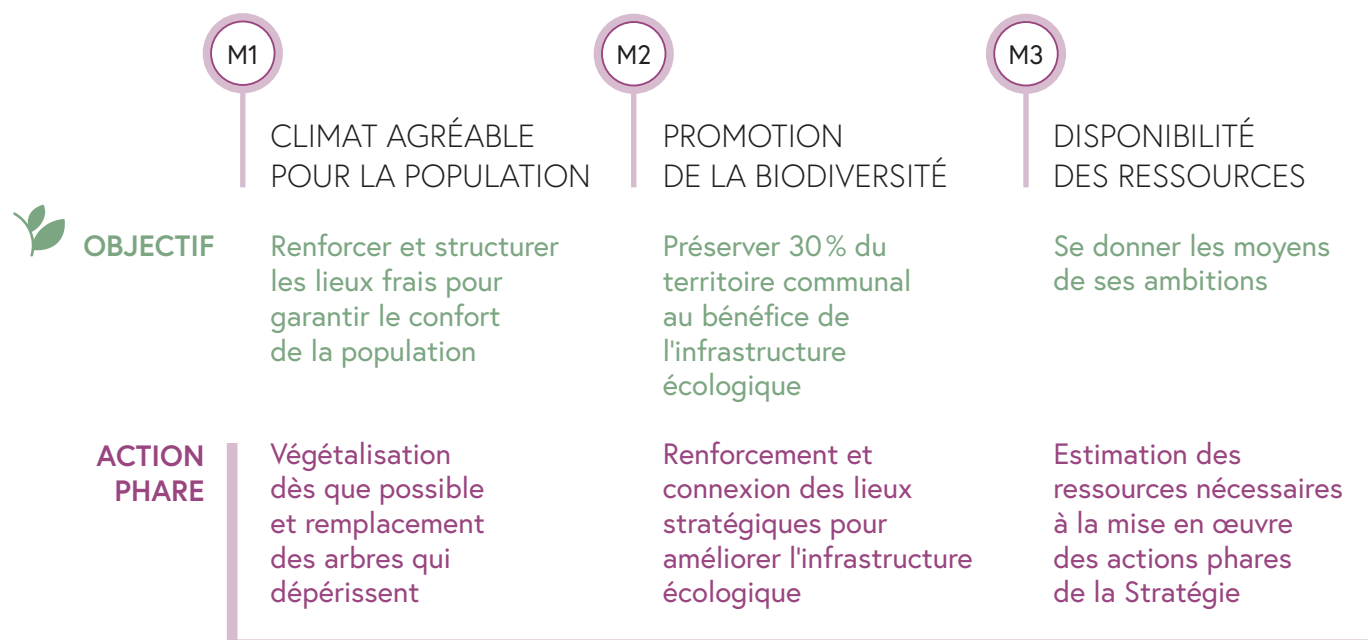 M1
CLIMAT AGRÉABLE
POUR LA POPULATION
M2
PROMOTION
DE LA BIODIVERSITÉ
M3
DISPONIBILITÉ
DES RESSOURCES
OBJECTIF
Renforcer et structurer
les lieux frais pour
garantir le confort
de la population
Préserver 30 % du
territoire communal
au bénéfice de
l'infrastructure
écologique
Se donner les moyens
de ses ambitions
ACTION
PHARE
Végétalisation
dès que possible
et remplacement
des arbres qui
dépérissent
Renforcement et
connexion des lieux
stratégiques pour
améliorer l'infrastructure
écologique
Estimation des
ressources nécessaires
à la mise en œuvre
des actions phares
de la Stratégie